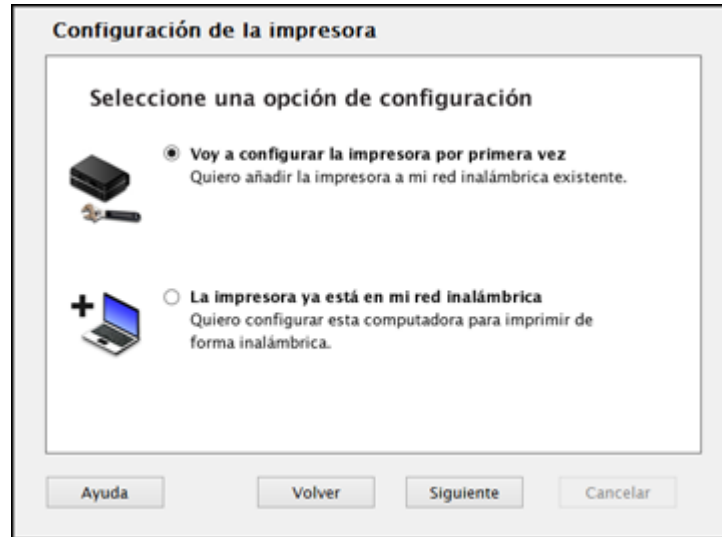 Configuración de la impresora
Seleccione una opción de configuración
Voy a configurar la impresora por primera vez
Quiero añadir la impresora a mi red inalámbrica existente.
La impresora ya está en mi red inalámbrica
Quiero configurar esta computadora para imprimir de
forma inalámbrica.
Ayuda
Volver
Siguiente
Cancelar